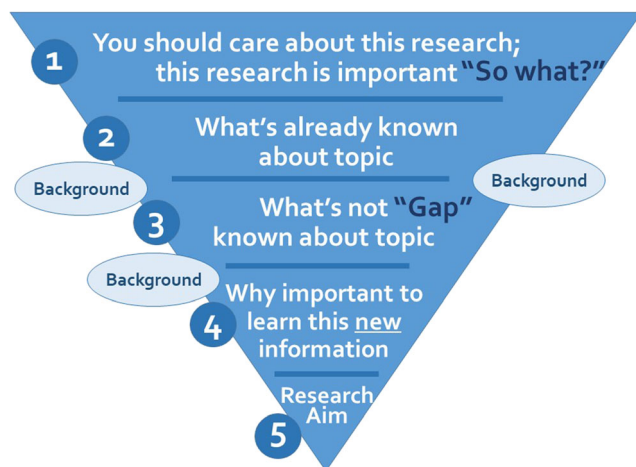 1
You should care about this research;
this research is important "So what?"
2
What's already known
about topic
Background
Background
3
What's not "Gap"
known about topic
Background
4
Why important to
learn this new
information
5
Research
Aim